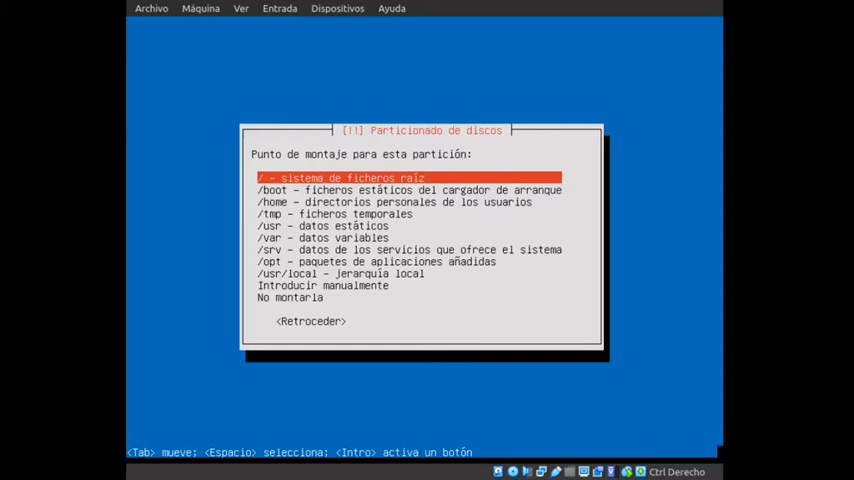 Archivo Máquina Ver Entrada Dispositivos Ayuda
[!!] Particionado de discos
Punto de montaje para esta partición:
/ - sistema de ficheros raíz
/boot - ficheros estáticos del cargador de arranque
/home - directorios personales de los usuarios
/tmp - ficheros temporales
/usr - datos estáticos
/var - datos variables
/srv - datos de los servicios que ofrece el sistema
/opt - paquetes de aplicaciones añadidas
/usr/local - jerarquía local
Introducir manualmente
No montarla
<Retroceder>
<Tab> mueve; <Espacio> selecciona; <Intro> activa un botón
Ctrl Derecho